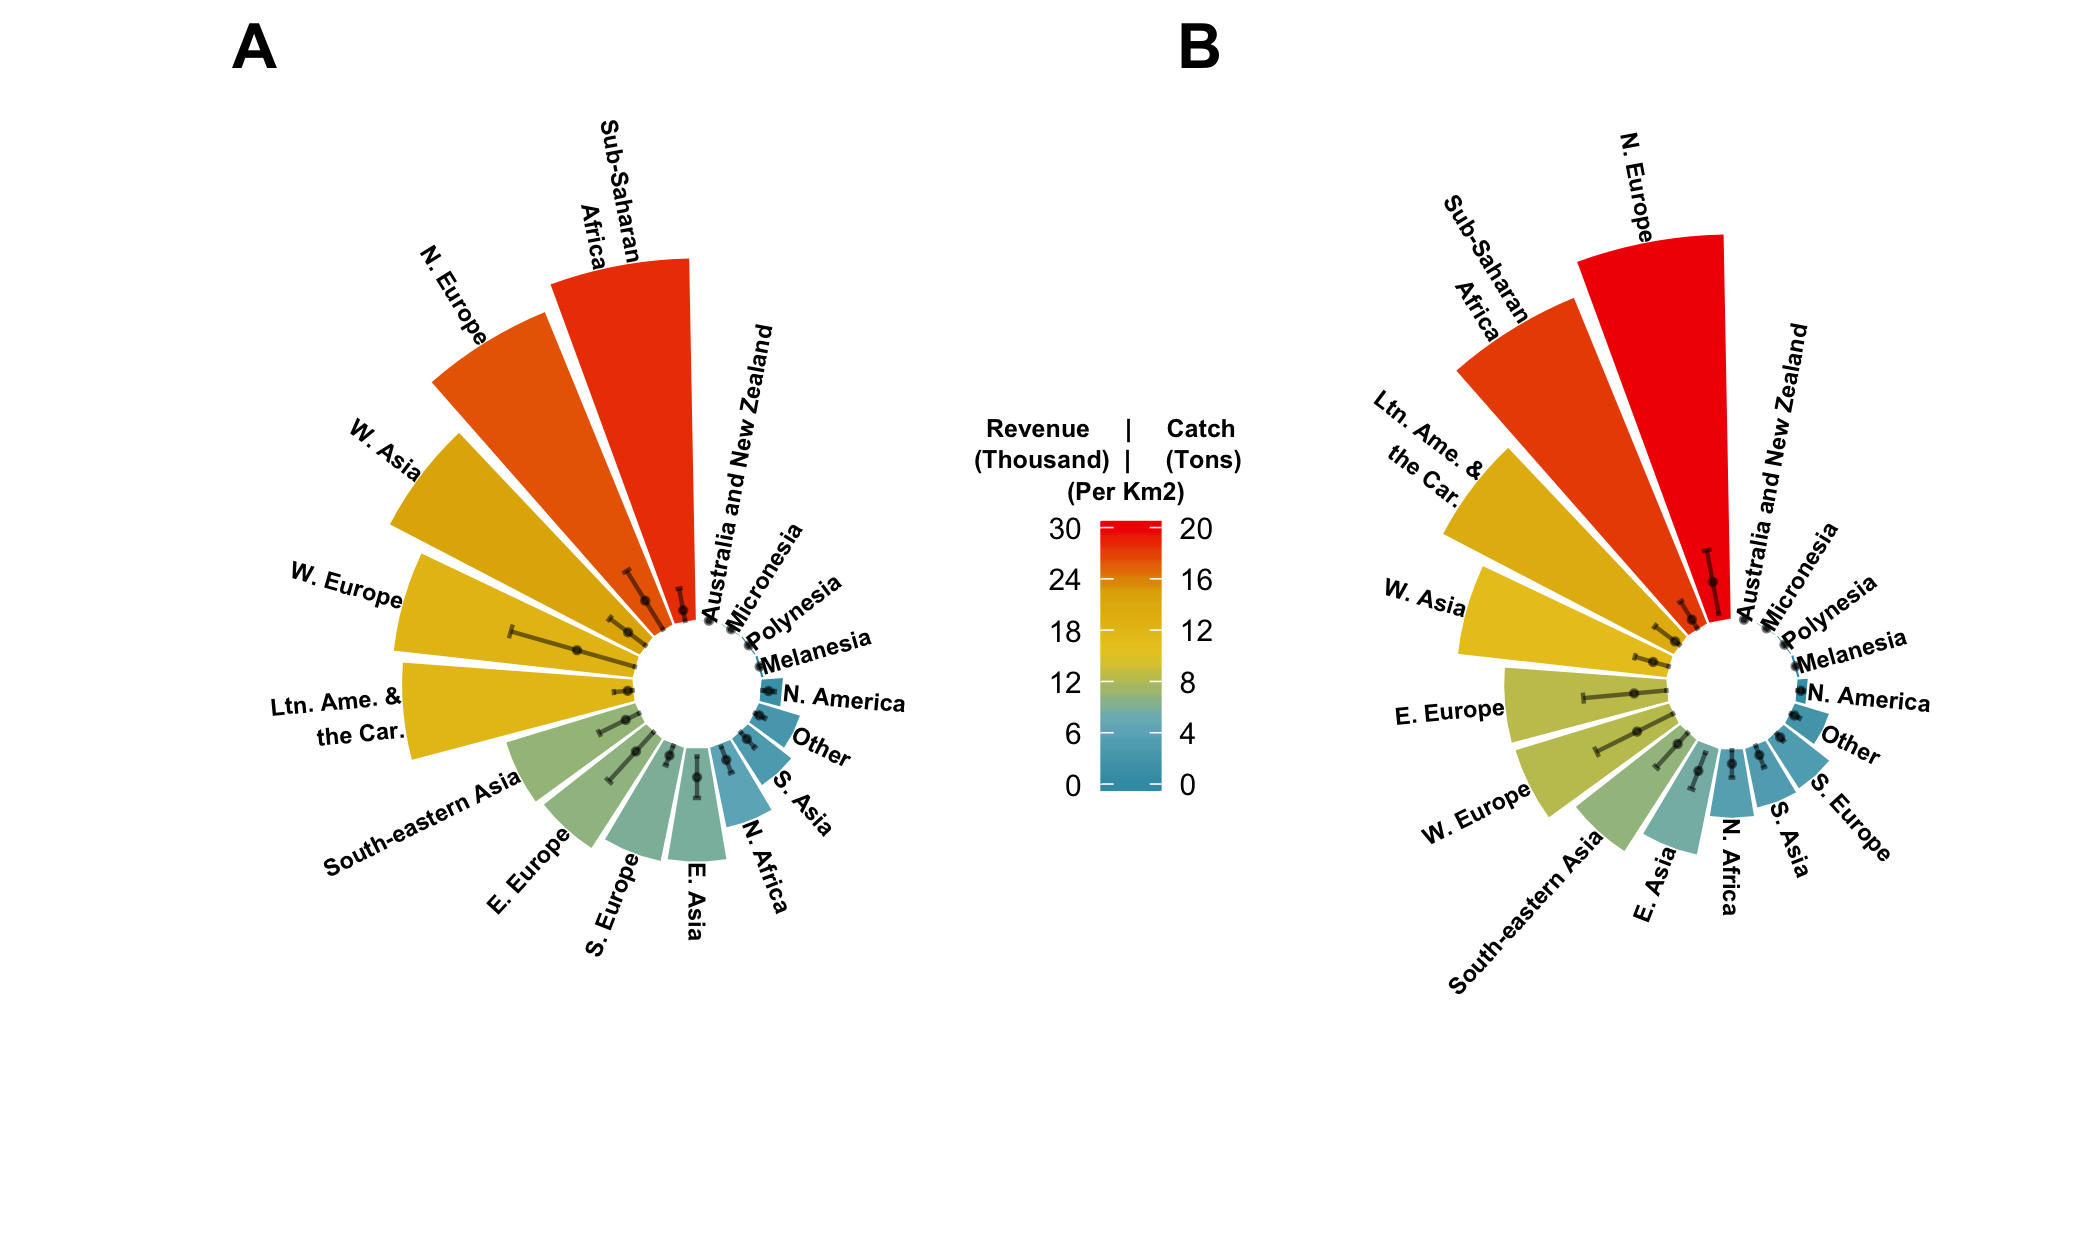 A
B
Sub-Saharan
Africa
N. Europe
W. Asia
W. Europe
Ltn. Ame. &
the Car.
South-eastern Asia
E. Europe
S. Europe
E. Asia
N. Africa
S. Asia
Other
N. America
Melanesia
Polynesia
Micronesia
Australia and New Zealand
Revenue | Catch
(Thousand) | (Tons)
(Per Km2)
30 20
24 16
18 12
12 8
6 4
0 0
N. Europe
Sub-Saharan
Africa
Ltn. Ame. &
the Car.
W. Asia
E. Europe
W. Europe
South-eastern Asia
E. Asia
N. Africa
S. Asia
S. Europe
Other
N. America
Melanesia
Polynesia
Micronesia
Australia and New Zealand